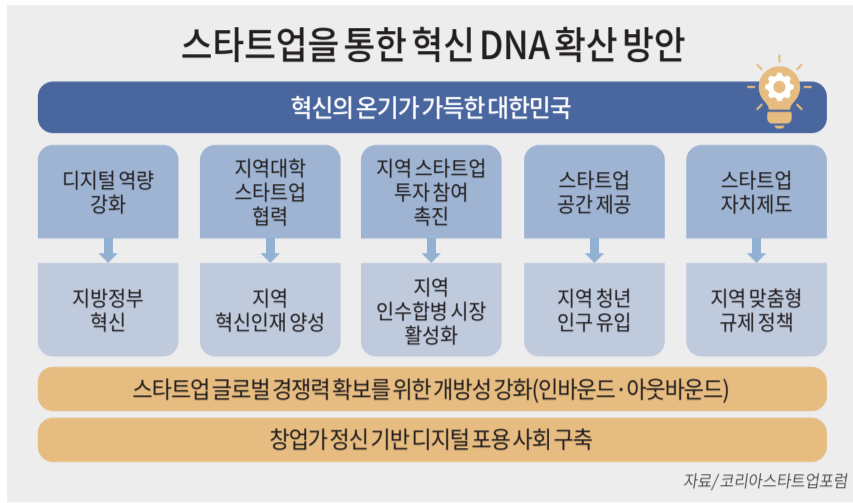 스타트업을 통한 혁신 DNA 확산 방안
혁신의 온기가 가득한 대한민국
디지털 역량
강화
지역대학
스타트업
협력
지역 스타트업
투자 참여
촉진
스타트업
공간 제공
스타트업
자치제도
지방정부
혁신
지역
혁신인재 양성
지역
인수합병 시장
활성화
지역 청년
인구 유입
지역 맞춤형
규제 정책
스타트업 글로벌 경쟁력 확보를 위한 개방성 강화(인바운드·아웃바운드)
창업가 정신 기반 디지털 포용 사회 구축
자료/코리아스타트업포럼